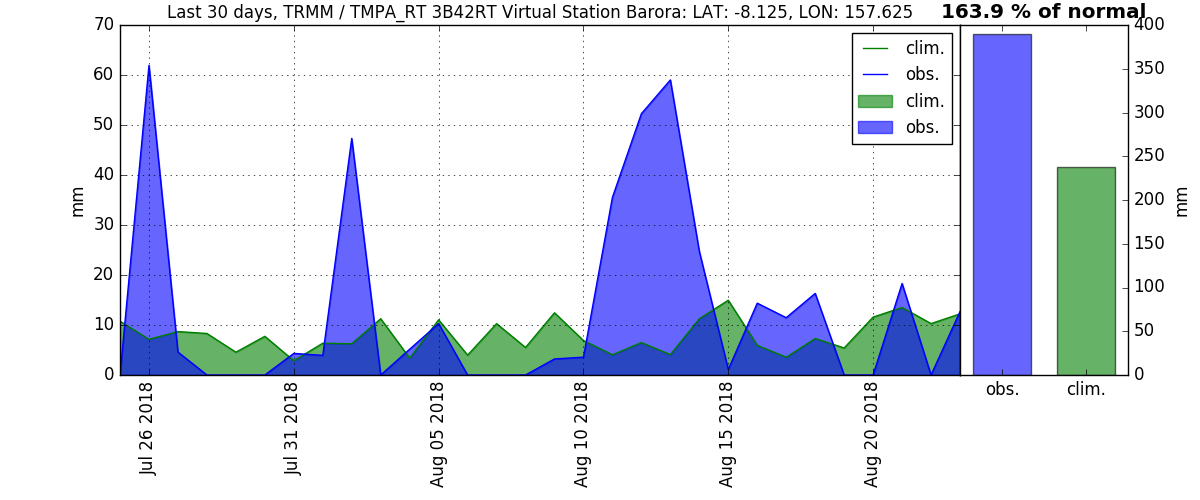 Last 30 days, TRMM / TMPA_RT 3B42RT Virtual Station Barora: LAT: -8.125, LON: 157.625
163.9 % of normal
70
60
50
40
30
20
10
0
mm
clim.
obs.
clim.
obs.
Jul 26 2018
Jul 31 2018
Aug 05 2018
Aug 10 2018
Aug 15 2018
Aug 20 2018
400
350
300
250
200
150
100
50
0
mm
obs.
clim.